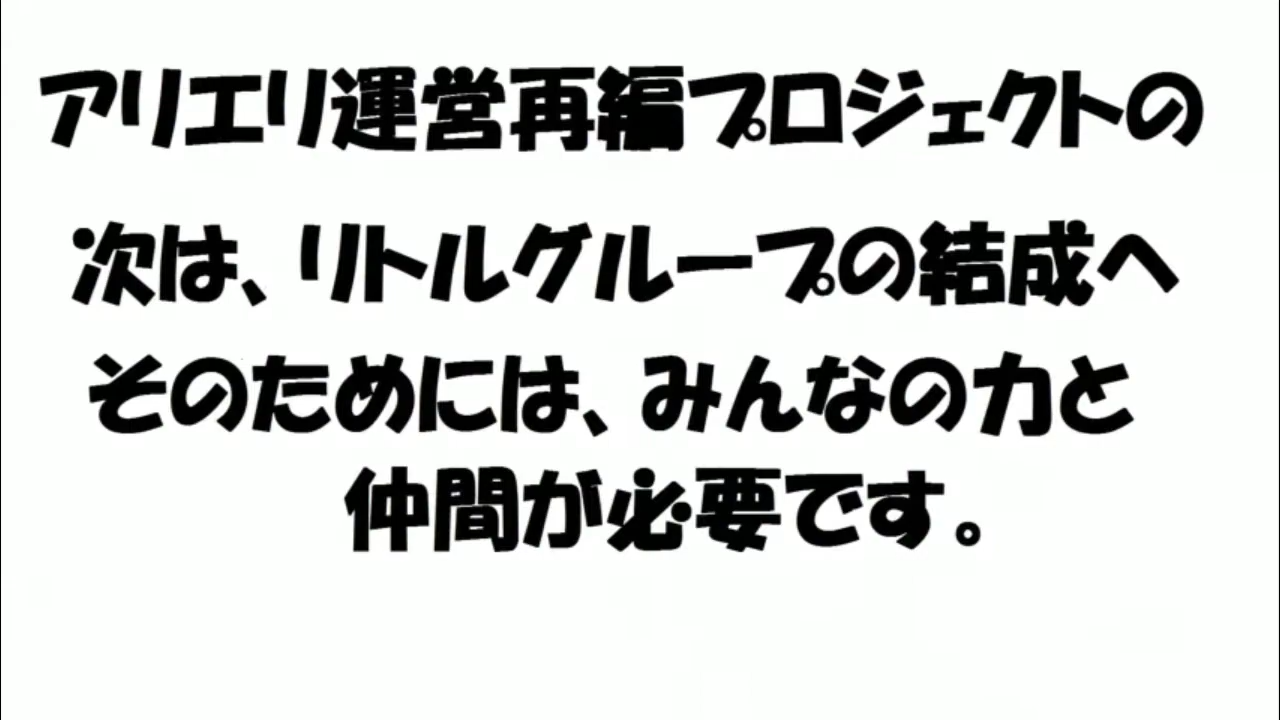 アリエリ運営再編プロジェクトの
次は、リトルグループの結成へ
そのためには、みんなの力と
仲間が必要です。